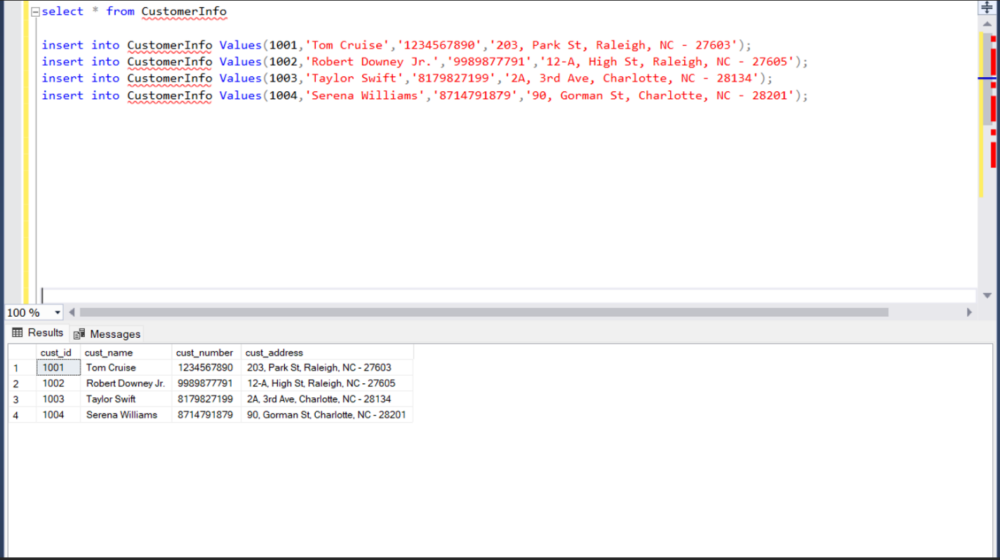 select * from CustomerInfo
insert into CustomerInfo Values(1001,'Tom Cruise','1234567890','203, Park St, Raleigh, NC - 27603');
insert into CustomerInfo Values(1002,'Robert Downey Jr.','9989877791','12-A, High St, Raleigh, NC - 27605');
insert into CustomerInfo Values(1003,'Taylor Swift','8179827199','2A, 3rd Ave, Charlotte, NC - 28134');
insert into CustomerInfo Values(1004,'Serena Williams','8714791879','90, Gorman St, Charlotte, NC - 28201');
100 %
Results Messages
cust_id cust_name cust_number cust_address
1 1001 Tom Cruise 1234567890 203, Park St, Raleigh, NC - 27603
2 1002 Robert Downey Jr. 9989877791 12-A, High St, Raleigh, NC - 27605
3 1003 Taylor Swift 8179827199 2A, 3rd Ave, Charlotte, NC - 28134
4 1004 Serena Williams 8714791879 90, Gorman St, Charlotte, NC - 28201